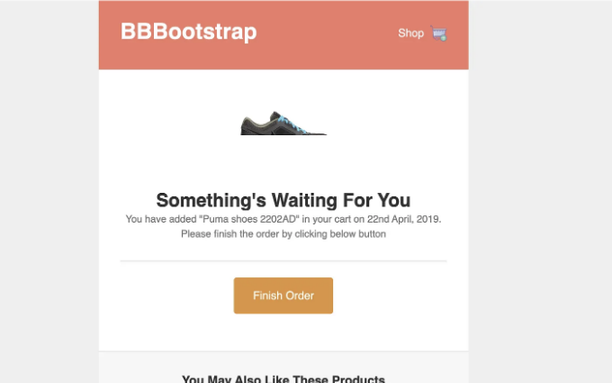 BBBootstrap
Shop
Something's Waiting For You
You have added "Puma shoes 2202AD" in your cart on 22nd April, 2019.
Please finish the order by clicking below button
Finish Order
You May Also Like These Products